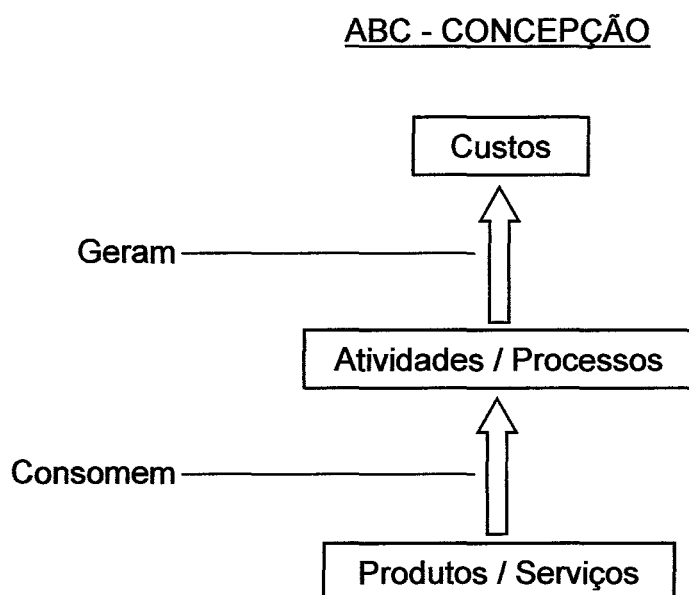 ABC - CONCEPÇÃO
Custos
Geram
Atividades / Processos
Consomem
Produtos / Serviços